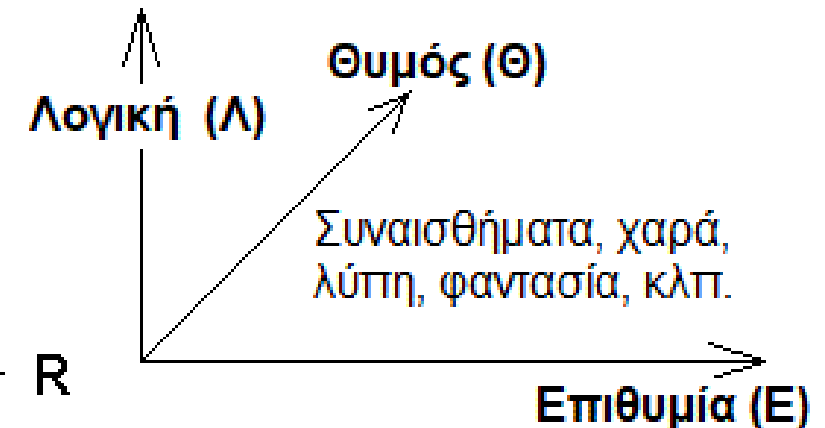 Θυμός (Θ)
Λογική (Λ)
Συναισθήματα, χαρά,
λύπη, φαντασία, κλπ.
R
Επιθυμία (Ε)